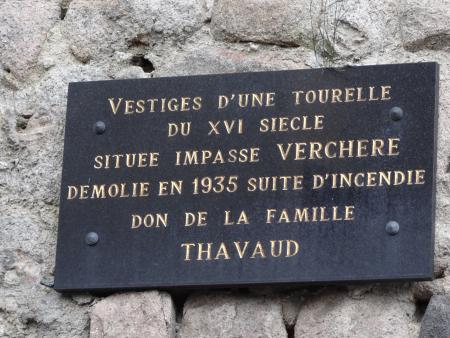 VESTIGES D'UNE TOURELLE
DU XVI SIECLE
SITUEE IMPASSE VERCHERE
DEMOLIE EN 1935 SUITE D'INCENDIE
DON DE LA FAMILLE
THAVAUD